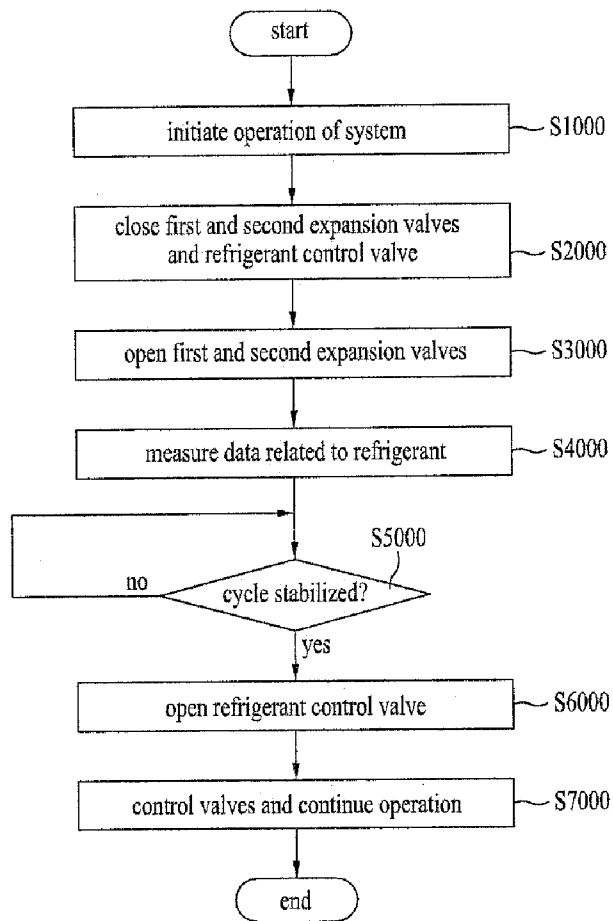 start
initiate operation of system
S1000
close first and second expansion valves
and refrigerant control valve
S2000
open first and second expansion valves
S3000
measure data related to refrigerant
S4000
S5000
cycle stabilized?
no
yes
open refrigerant control valve
S6000
control valves and continue operation
S7000
end